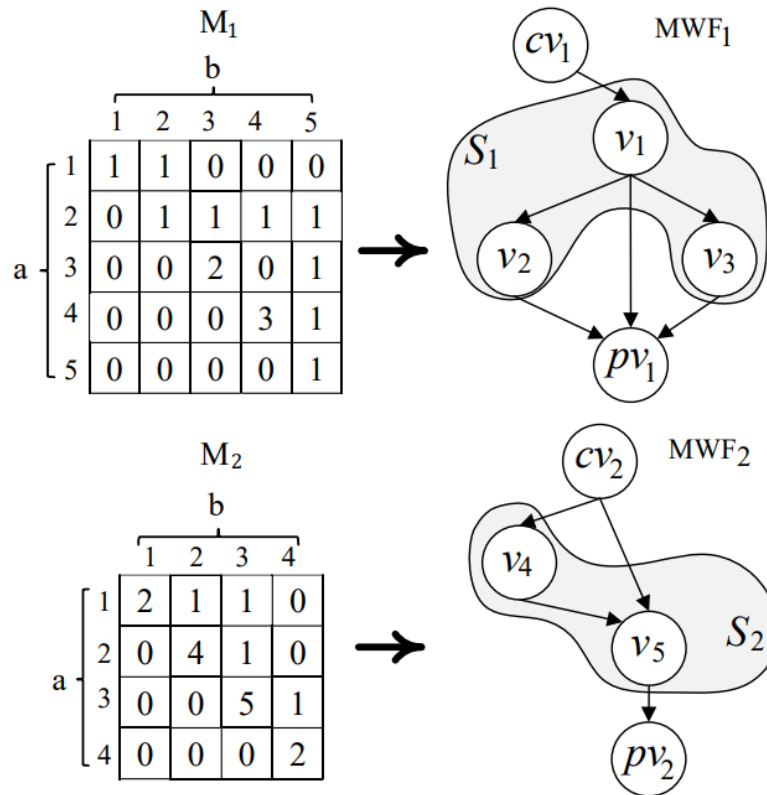 M₁
b
1 2 3 4 5
a
1 1 1 0 0 0
2 0 1 1 1 1
3 0 0 2 0 1
4 0 0 0 3 1
5 0 0 0 0 1
MWF₁
cv₁
S₁
v₁
v₂
v₃
pv₁
M₂
b
1 2 3 4
a
1 2 1 1 0
2 0 4 1 0
3 0 0 5 1
4 0 0 0 2
MWF₂
cv₂
v₄
v₅
S₂
pv₂